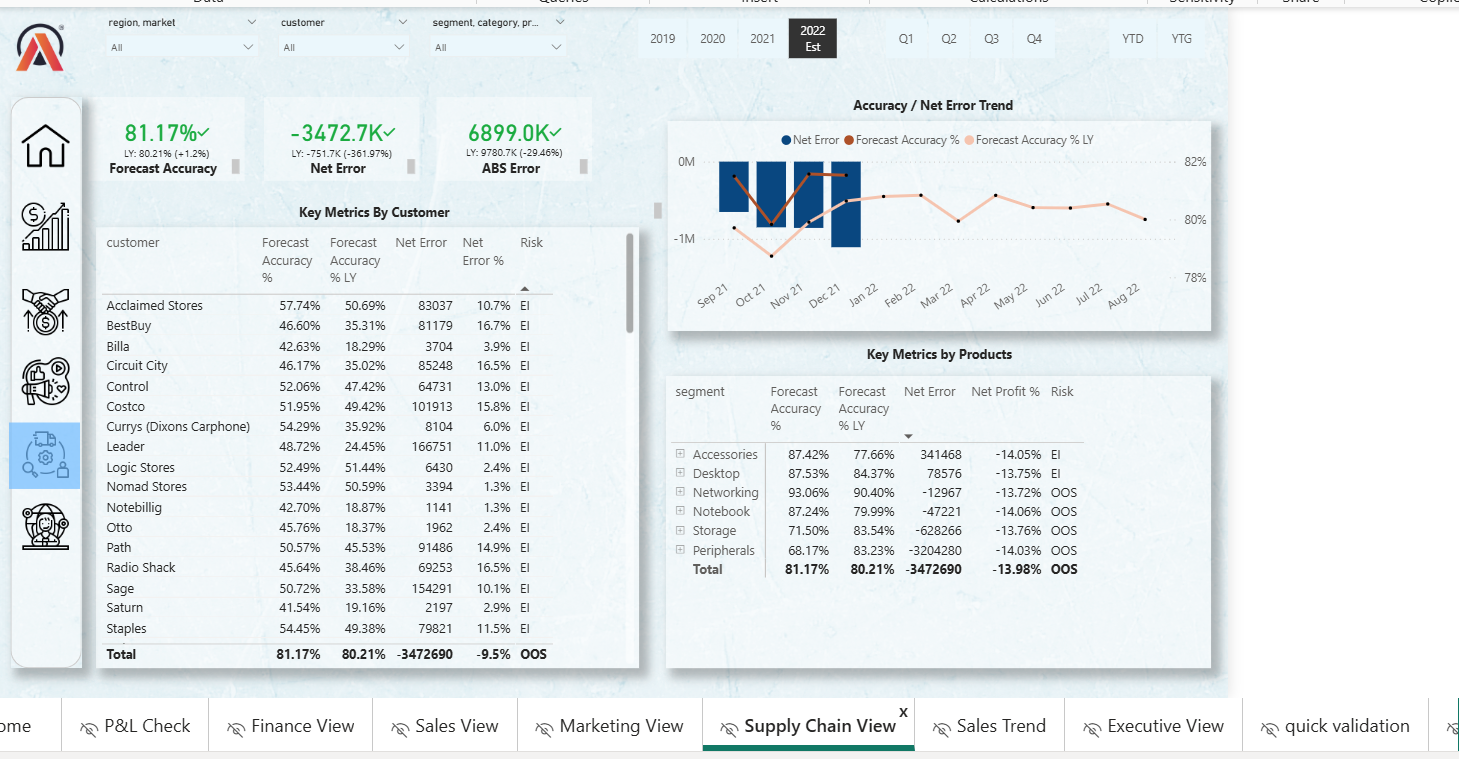 Data Queries Insert Calculations Sensitivity Share
region, market customer segment, category, pr...
All All All
2019 2020 2021 2022 Est Q1 Q2 Q3 Q4 YTD YTG
81.17%
LY: 80.21% (+1.2%)
Forecast Accuracy
-3472.7K
LY: -751.7K (-361.97%)
Net Error
6899.0K
LY: 9780.7K (-29.46%)
ABS Error
Key Metrics By Customer
customer Forecast Accuracy % Forecast Accuracy % LY Net Error Net Error % Risk
Acclaimed Stores 57.74% 50.69% 83037 10.7% EI
BestBuy 46.60% 35.31% 81179 16.7% EI
Billa 42.63% 18.29% 3704 3.9% EI
Circuit City 46.17% 35.02% 85248 16.5% EI
Control 52.06% 47.42% 64731 13.0% EI
Costco 51.95% 49.42% 101913 15.8% EI
Currys (Dixons Carphone) 54.29% 35.92% 8104 6.0% EI
Leader 48.72% 24.45% 166751 11.0% EI
Logic Stores 52.49% 51.44% 6430 2.4% EI
Nomad Stores 53.44% 50.59% 3394 1.3% EI
Notebillig 42.70% 18.87% 1141 1.3% EI
Otto 45.76% 18.37% 1962 2.4% EI
Path 50.57% 45.53% 91486 14.9% EI
Radio Shack 45.64% 38.46% 69253 16.5% EI
Sage 50.72% 33.58% 154291 10.1% EI
Saturn 41.54% 19.16% 2197 2.9% EI
Staples 54.45% 49.38% 79821 11.5% EI
Total 81.17% 80.21% -3472690 -9.5% OOS
Accuracy / Net Error Trend
Net Error Forecast Accuracy % Forecast Accuracy % LY
0M 82%
80%
-1M
78%
Sep 21 Oct 21 Nov 21 Dec 21 Jan 22 Feb 22 Mar 22 Apr 22 May 22 Jun 22 Jul 22 Aug 22
Key Metrics by Products
segment Forecast Accuracy % Forecast Accuracy % LY Net Error Net Profit % Risk
Accessories 87.42% 77.66% 341468 -14.05% EI
Desktop 87.53% 84.37% 78576 -13.75% EI
Networking 93.06% 90.40% -12967 -13.72% OOS
Notebook 87.24% 79.99% -47221 -14.06% OOS
Storage 71.50% 83.54% -628266 -13.76% OOS
Peripherals 68.17% 83.23% -3204280 -14.03% OOS
Total 81.17% 80.21% -3472690 -13.98% OOS
ome P&L Check Finance View Sales View Marketing View Supply Chain View x Sales Trend Executive View quick validation